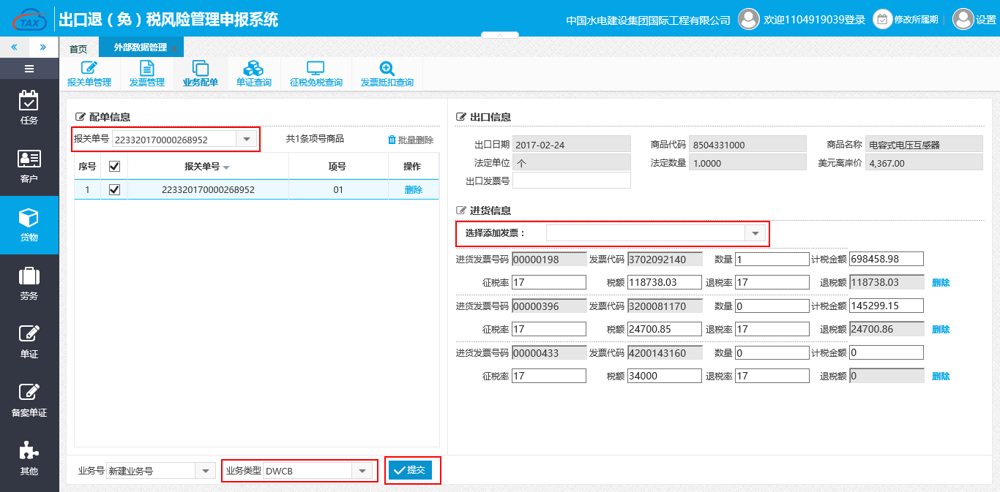 TAX 出口退（免）税风险管理申报系统 中国水电建设集团国际工程有限公司 欢迎1104919039登录 修改所属期 设置
首页 外部数据管理
报关单管理 发票管理 业务配单 单证查询 征税免税查询 发票抵扣查询
任务
客户
货物
劳务
单证
备案单证
其他
配单信息
报关单号 223320170000268952 共1条项号商品 批量删除
序号 报关单号 项号 操作
1 223320170000268952 01 删除
出口信息
出口日期 2017-02-24 商品代码 8504331000 商品名称 电容式电压互感器
法定单位 个 法定数量 1.0000 美元离岸价 4,367.00
出口发票号
进货信息
选择添加发票：
进货发票号码 00000198 发票代码 3702092140 数量 1 计税金额 698458.98
征税率 17 税额 118738.03 退税率 17 退税额 118738.03 删除
进货发票号码 00000396 发票代码 3200081170 数量 0 计税金额 145299.15
征税率 17 税额 24700.85 退税率 17 退税额 24700.86 删除
进货发票号码 00000433 发票代码 4200143160 数量 0 计税金额 0
征税率 17 税额 34000 退税率 17 退税额 0 删除
业务号 新建业务号 业务类型 DWCB 提交